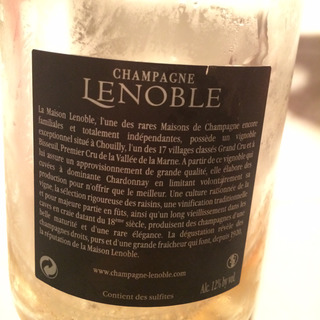 CHAMPAGNE
LENOBLE
La Maison Lenoble, l'une des rares Maisons de Champagne encore
familiales et totalement indépendantes, possède un vignoble
exceptionnel situé à Chouilly, l'un des 17 villages classés Grand Cru et à
Bisseuil, Premier Cru de la Vallée de la Marne. A partir de ce vignoble qui
lui assure un approvisionnement de grande qualité, elle élabore des
cuvées à dominante Chardonnay en limitant volontairement sa
production pour n'offrir que le meilleur. Une culture raisonnée de la
vigne, la sélection rigoureuse des raisins, une vinification traditionnelle
et pour majeure partie en fûts, ainsi qu'un long vieillissement dans les
caves en craie datant du 18ème siècle, produisent des champagnes d'une
belle maturité et d'une rare élégance. La dégustation révèle des
champagnes droits, purs et d'une grande fraîcheur qui font, depuis 1920,
la réputation de la Maison Lenoble.
www.champagne-lenoble.com
Alc. 12% by vol.
Contient des sulfites